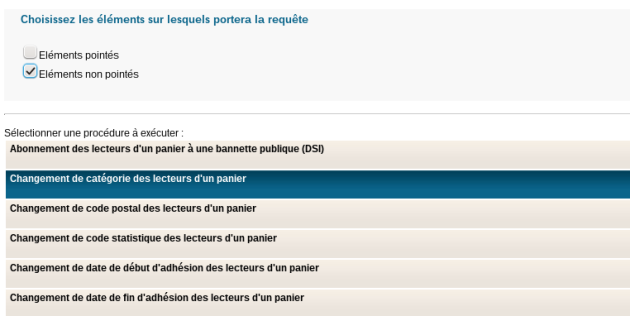 Choisissez les éléments sur lesquels portera la requête
Eléments pointés
Eléments non pointés
Sélectionner une procédure à exécuter :
Abonnement des lecteurs d'un panier à une bannette publique (DSI)
Changement de catégorie des lecteurs d'un panier
Changement de code postal des lecteurs d'un panier
Changement de code statistique des lecteurs d'un panier
Changement de date de début d'adhésion des lecteurs d'un panier
Changement de date de fin d'adhésion des lecteurs d'un panier